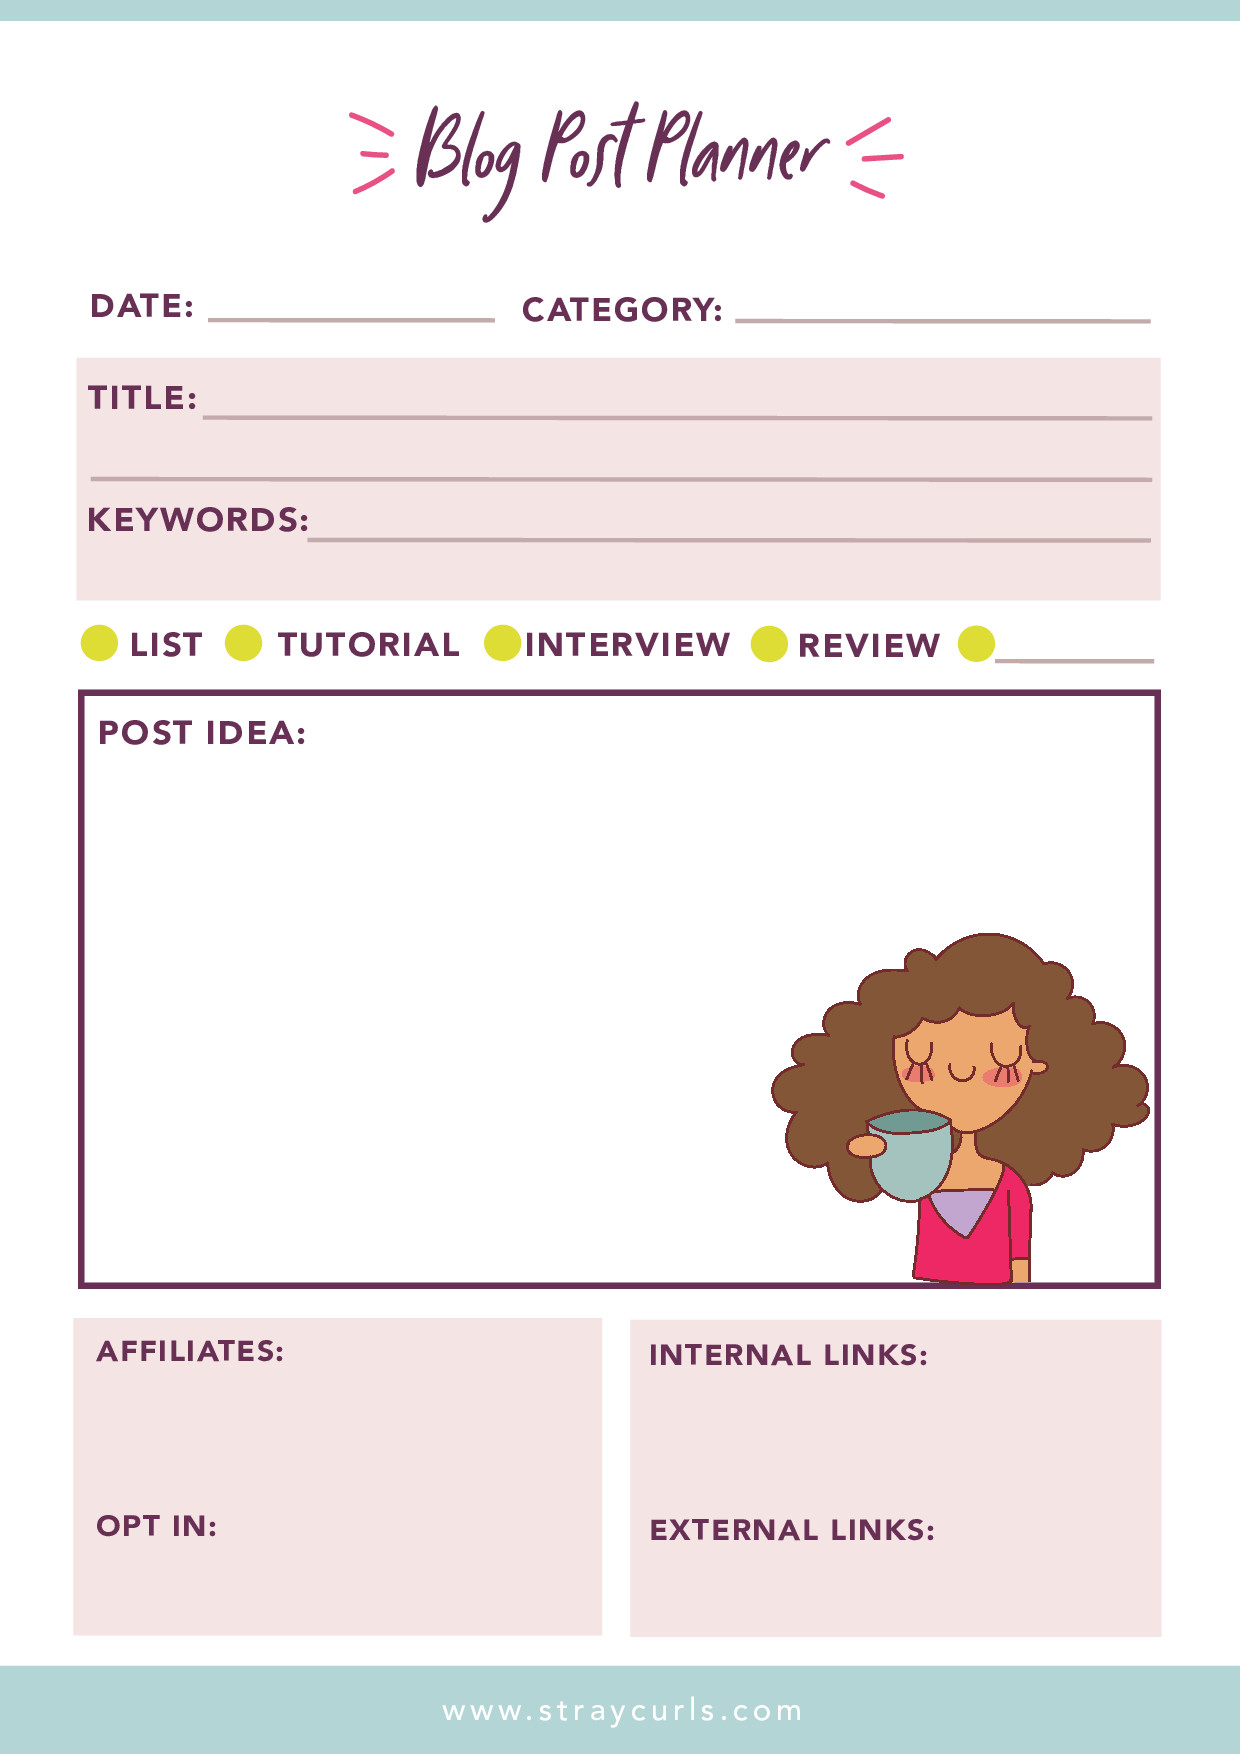 Blog Post Planner
DATE: CATEGORY:
TITLE:
KEYWORDS:
LIST TUTORIAL INTERVIEW REVIEW
POST IDEA:
AFFILIATES:
INTERNAL LINKS:
OPT IN:
EXTERNAL LINKS:
www.straycurls.com